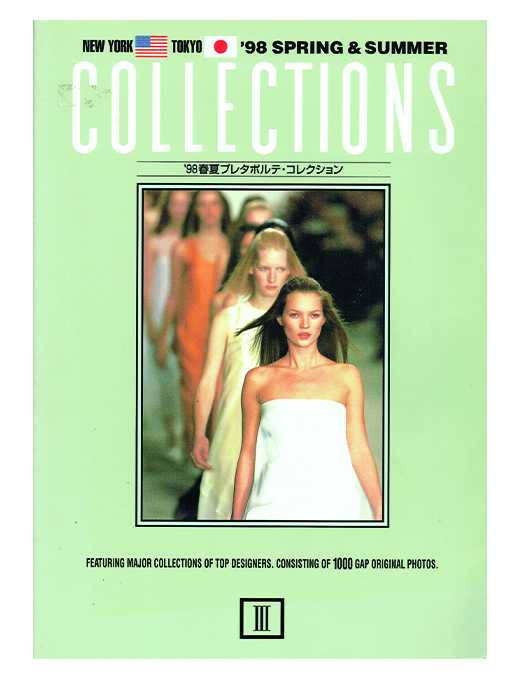 NEW YORK TOKYO '98 SPRING & SUMMER
COLLECTIONS
'98春夏プレタポルテ・コレクション
FEATURING MAJOR COLLECTIONS OF TOP DESIGNERS. CONSISTING OF 1000 GAP ORIGINAL PHOTOS.
III